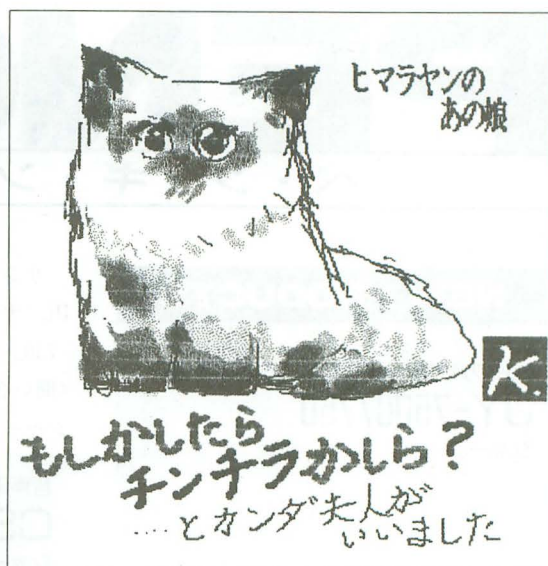 ヒマラヤンの
あの娘
K.
もしかしたら
チンチラかしら?
…とカンダ夫人が
いいました